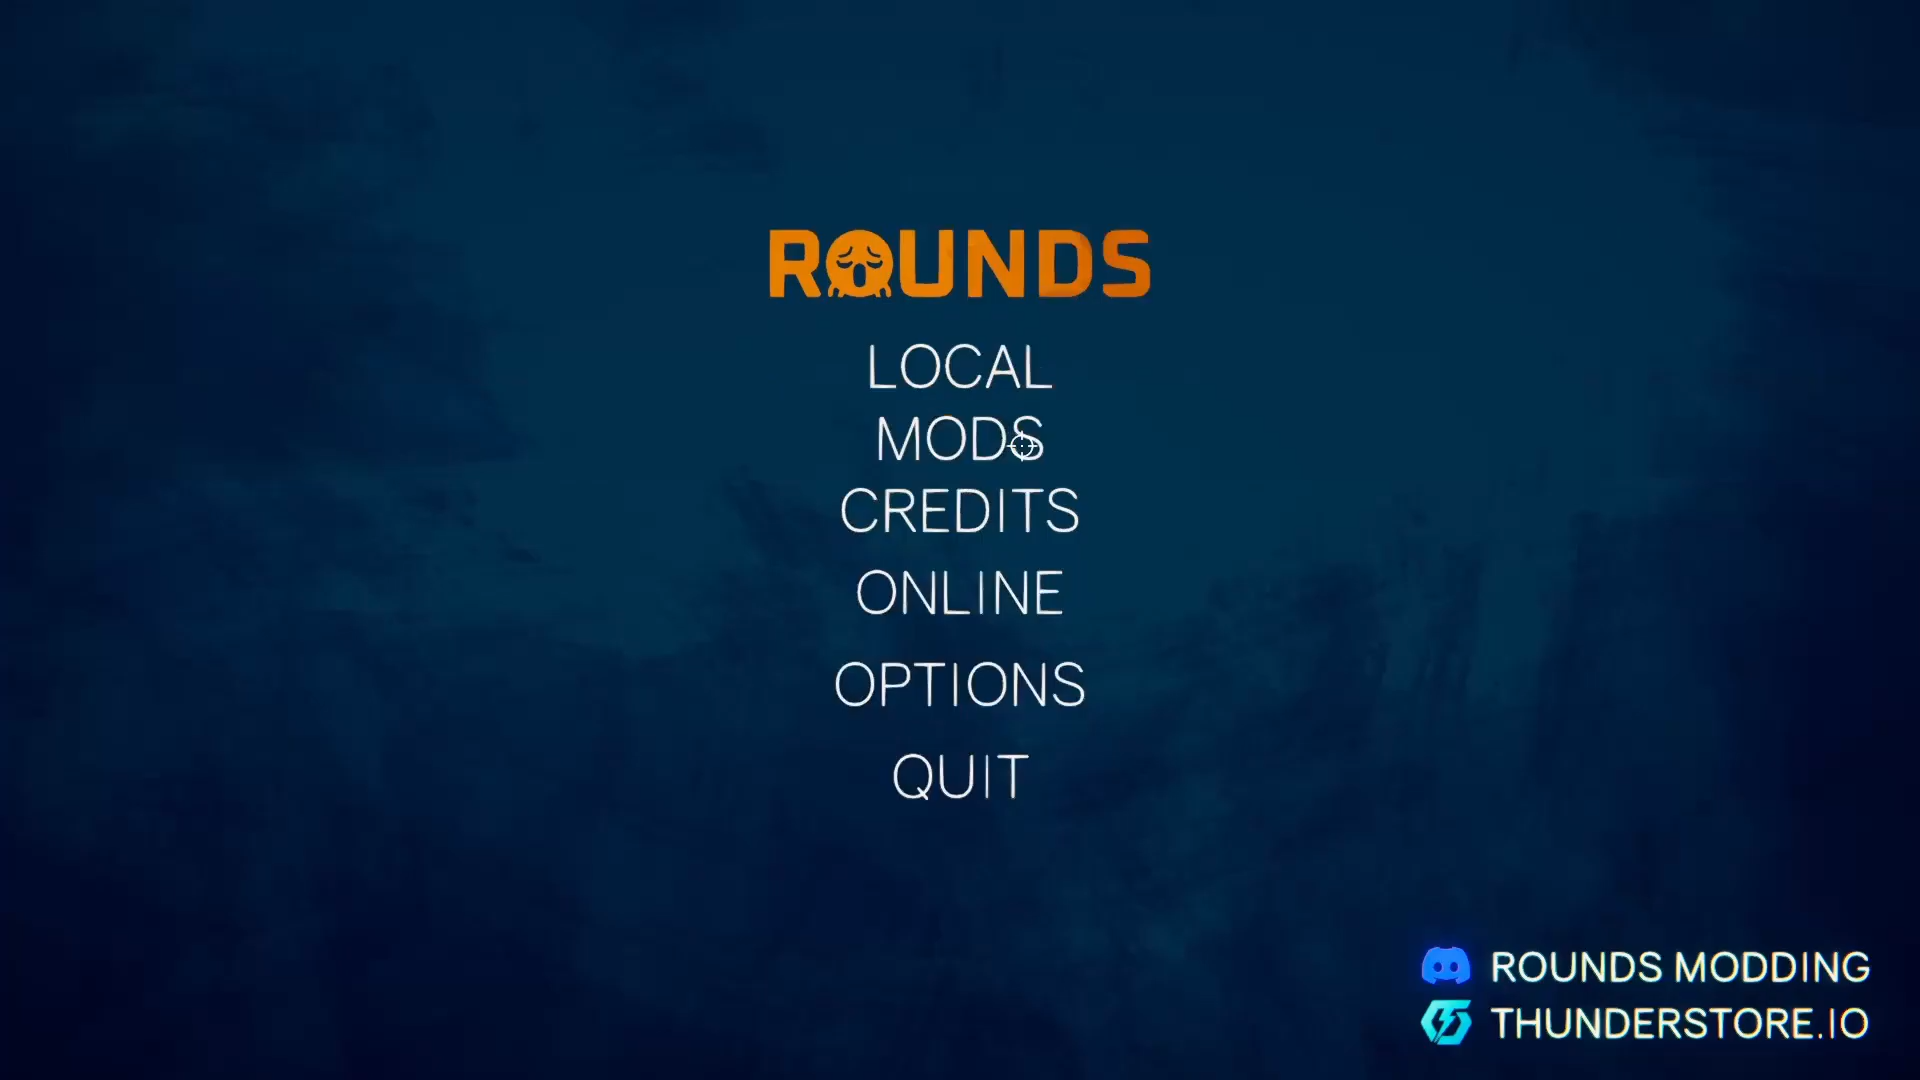 ROUNDS
LOCAL
MODS
CREDITS
ONLINE
OPTIONS
QUIT
ROUNDS MODDING
THUNDERSTORE.IO